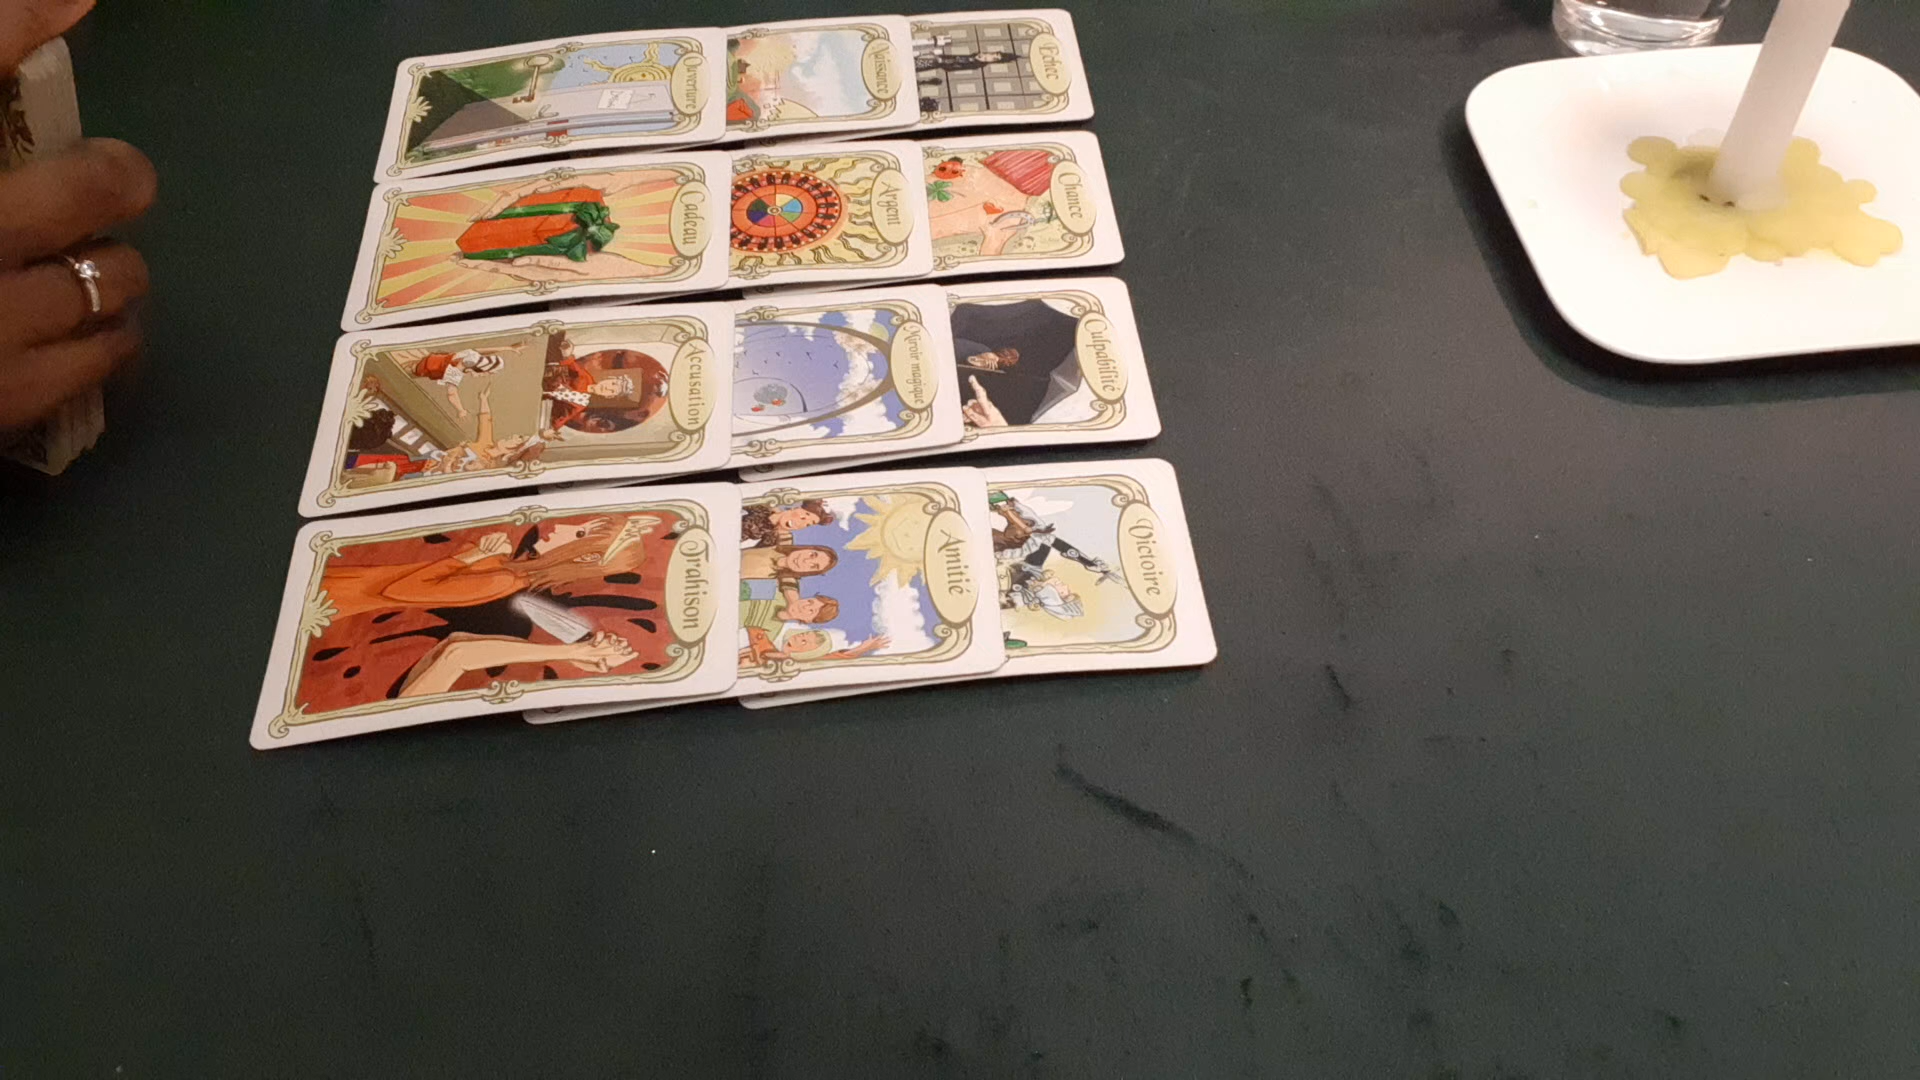 Ouverture
Naissance
Echec
Cadeau
Argent
Chance
Accusation
Miroir magique
Culpabilité
Trahison
Amitié
Victoire